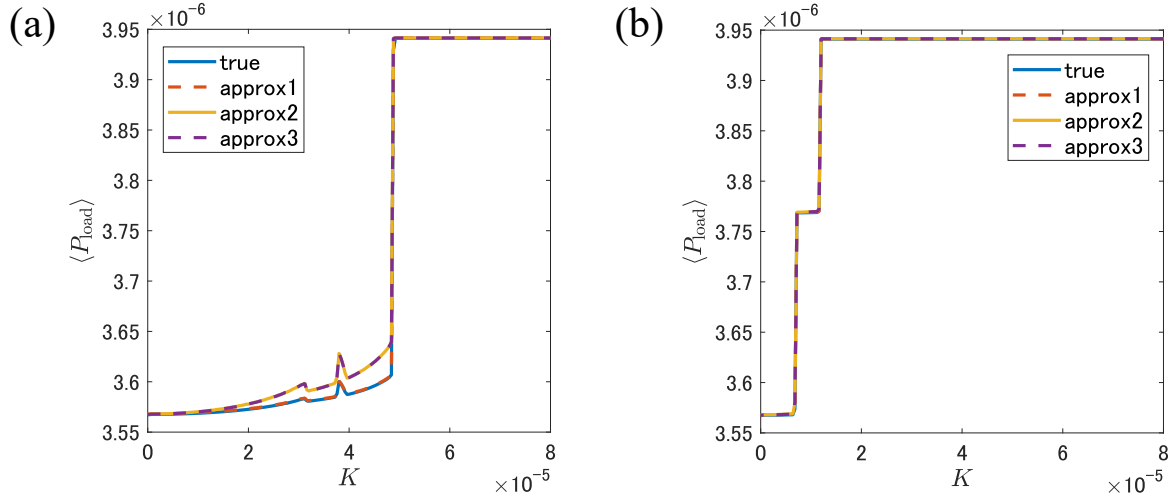 (a)
×10⁻⁶
3.95
3.9
3.85
3.8
3.75
3.7
3.65
3.6
3.55
⟨P_load⟩
true
approx1
approx2
approx3
0
2
4
6
8
K
×10⁻⁵
(b)
×10⁻⁶
3.95
3.9
3.85
3.8
3.75
3.7
3.65
3.6
3.55
⟨P_load⟩
true
approx1
approx2
approx3
0
2
4
6
8
K
×10⁻⁵